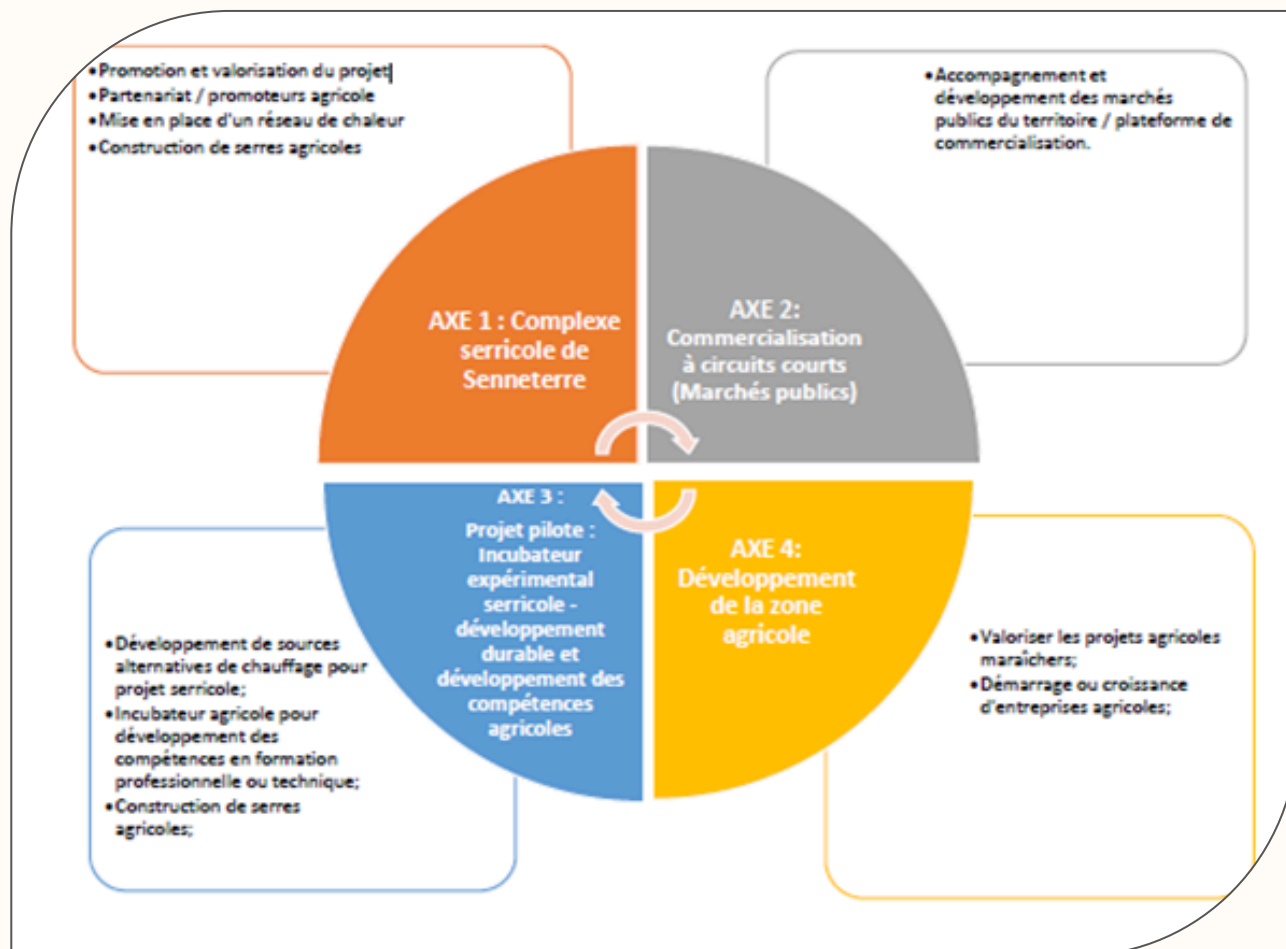 •Promotion et valorisation du projet
•Partenariat / promoteurs agricole
•Mise en place d'un réseau de chaleur
•Construction de serres agricoles
•Accompagnement et
développement des marchés
publics du territoire / plateforme de
commercialisation.
AXE 1 : Complexe
serricole de
Senneterre
AXE 2:
Commercialisation
à circuits courts
(Marchés publics)
AXE 3 :
Projet pilote :
Incubateur
expérimental
serricole -
développement
durable et
développement des
compétences
agricoles
AXE 4:
Développement
de la zone
agricole
•Développement de sources
alternatives de chauffage pour
projet serricole;
•Incubateur agricole pour
développement des
compétences en formation
professionnelle ou technique;
•Construction de serres
agricoles;
•Valoriser les projets agricoles
maraîchers;
•Démarrage ou croissance
d'entreprises agricoles;